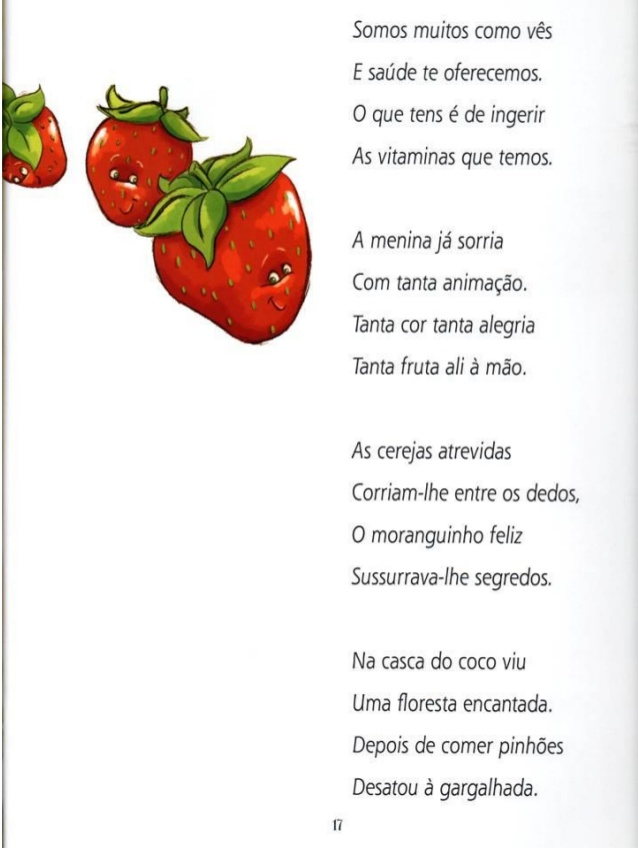 Somos muitos como vês
E saúde te oferecemos.
O que tens é de ingerir
As vitaminas que temos.

A menina já sorria
Com tanta animação.
Tanta cor tanta alegria
Tanta fruta ali à mão.

As cerejas atrevidas
Corriam-lhe entre os dedos,
O moranguinho feliz
Sussurrava-lhe segredos.

Na casca do coco viu
Uma floresta encantada.
Depois de comer pinhões
Desatou à gargalhada.

17